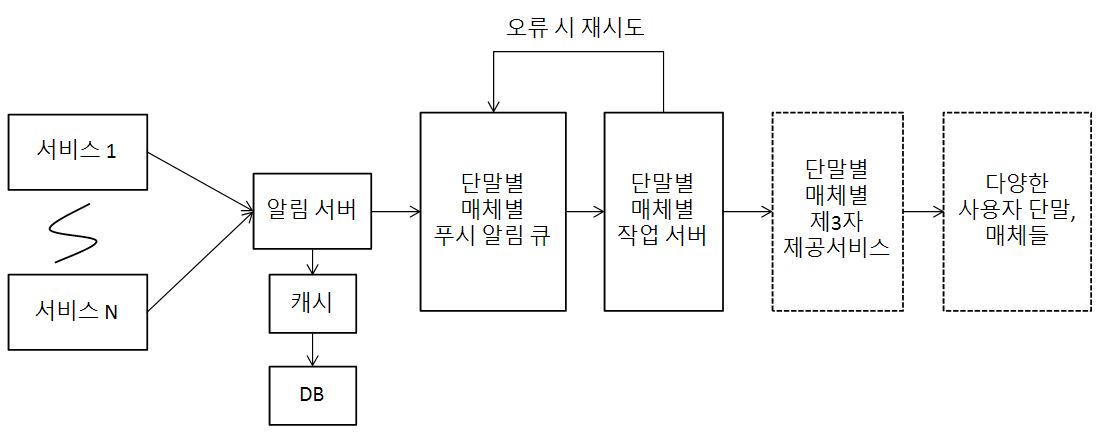 오류 시 재시도
서비스 1
서비스 N
알림 서버
캐시
DB
단말별
매체별
푸시 알림 큐
단말별
매체별
작업 서버
단말별
매체별
제3자
제공서비스
다양한
사용자 단말,
매체들